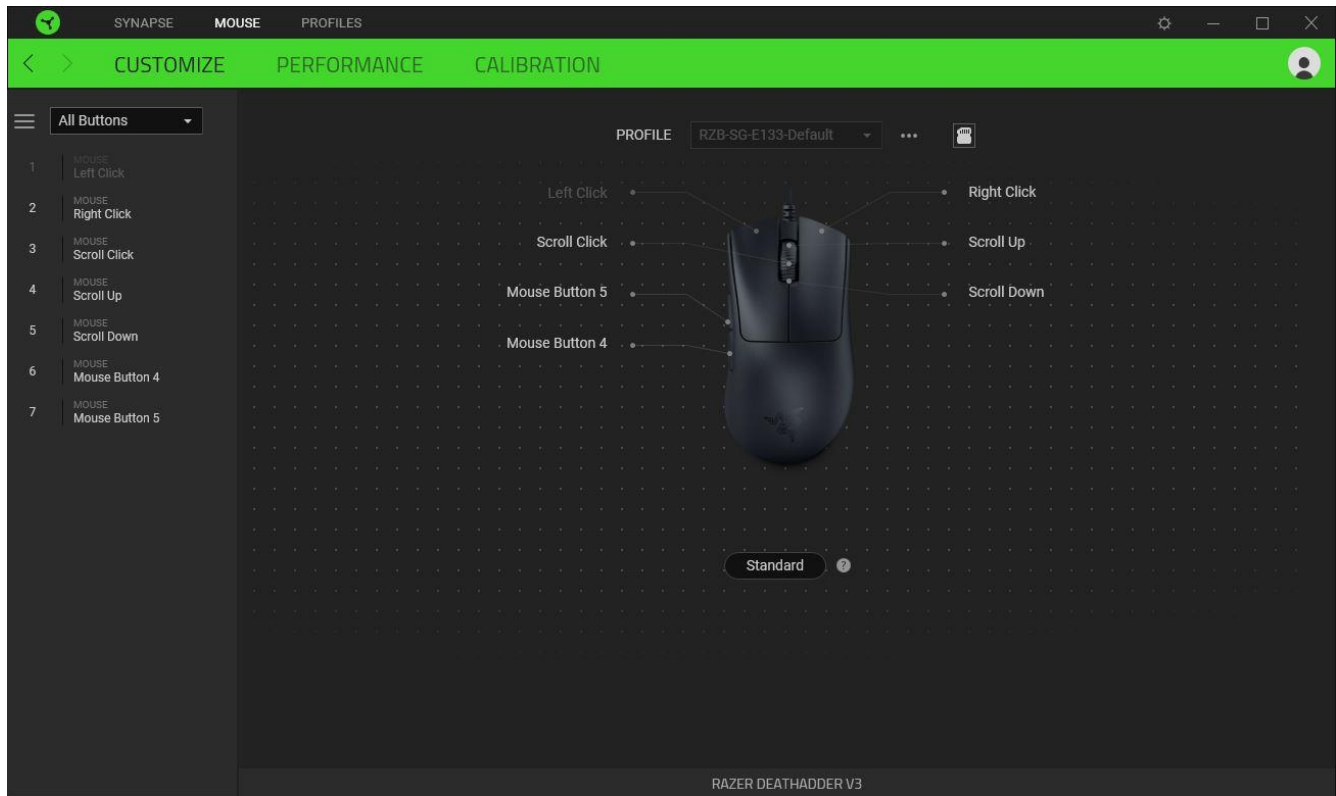 SYNAPSE MOUSE PROFILES
CUSTOMIZE PERFORMANCE CALIBRATION
All Buttons
PROFILE RZB-SG-E133-Default
1 MOUSE
Left Click
2 MOUSE
Right Click
3 MOUSE
Scroll Click
4 MOUSE
Scroll Up
5 MOUSE
Scroll Down
6 MOUSE
Mouse Button 4
7 MOUSE
Mouse Button 5
Left Click
Right Click
Scroll Click
Scroll Up
Mouse Button 5
Scroll Down
Mouse Button 4
Standard ?
RAZER DEATHADDER V3